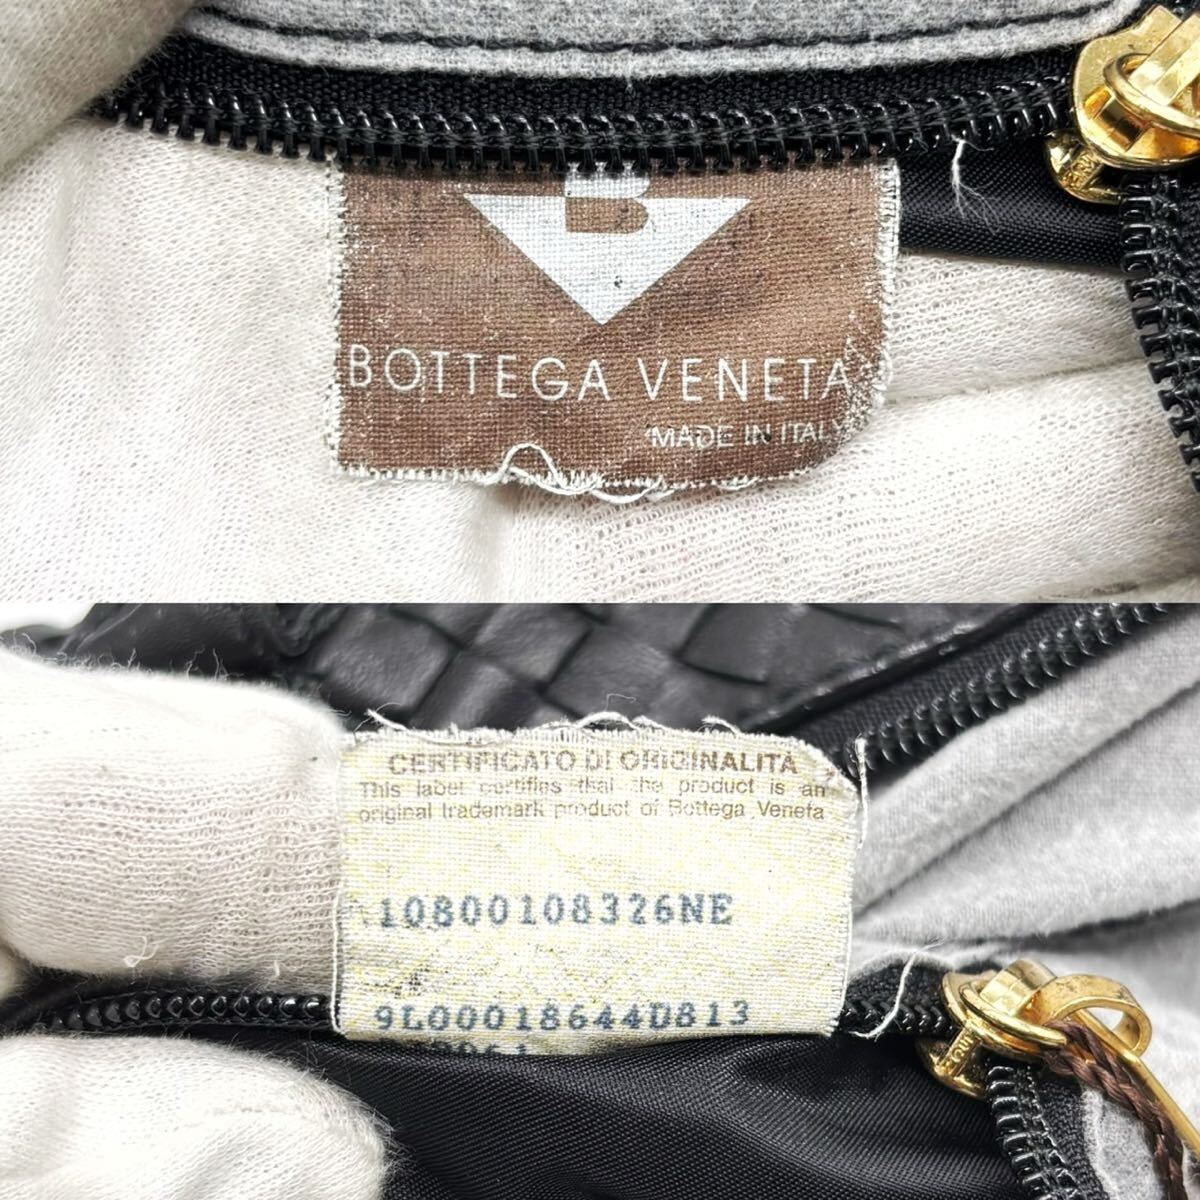 B
BOTTEGA VENETA
MADE IN ITALY
CERTIFICATO DI ORIGINALITA
This label certifies that the product is an
original trademark product of Bottega Veneta
10800108326NE
9L00018644D813